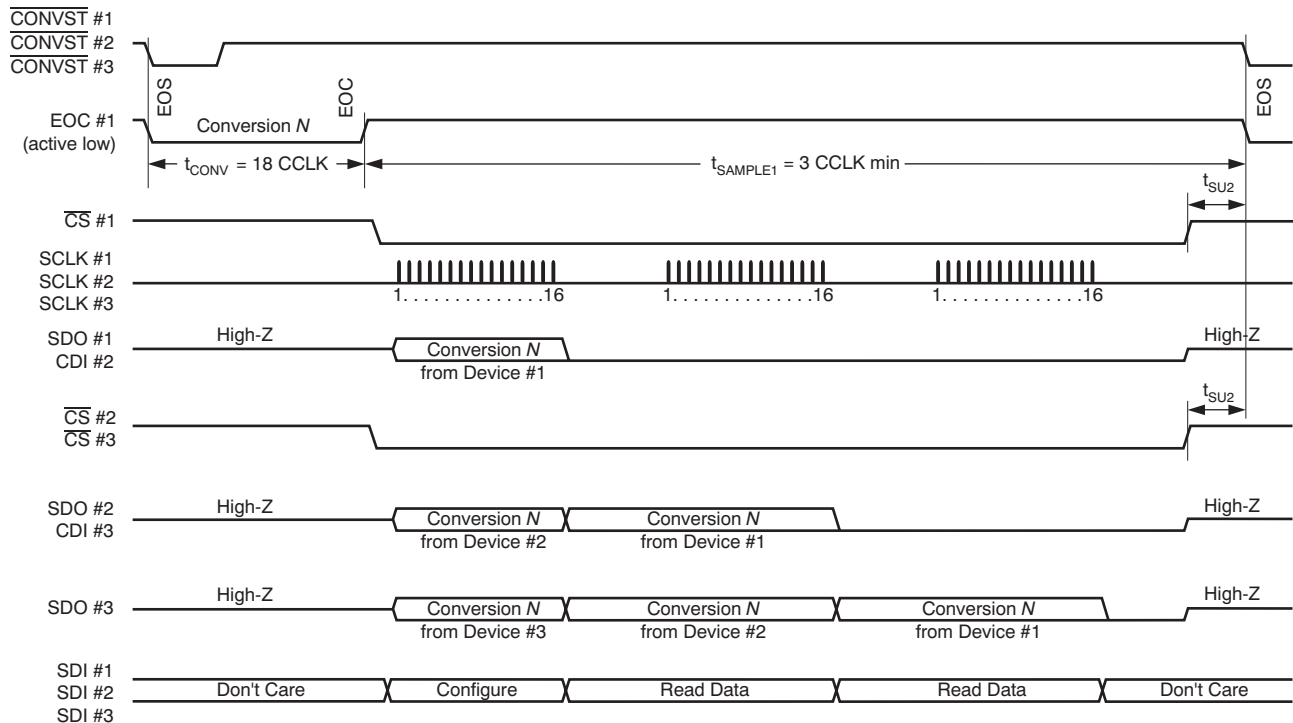 CONVST #1
CONVST #2
CONVST #3
EOS
EOC
EOS
EOC #1
(active low)
Conversion N
tCONV = 18 CCLK
tSAMPLE1 = 3 CCLK min
tSU2
CS #1
SCLK #1
SCLK #2
SCLK #3
1. . . . . . . . . . . . . .16
1. . . . . . . . . . . . . .16
1. . . . . . . . . . . . . .16
SDO #1
CDI #2
High-Z
Conversion N
from Device #1
High-Z
tSU2
CS #2
CS #3
SDO #2
CDI #3
High-Z
Conversion N
from Device #2
Conversion N
from Device #1
High-Z
SDO #3
High-Z
Conversion N
from Device #3
Conversion N
from Device #2
Conversion N
from Device #1
High-Z
SDI #1
SDI #2
SDI #3
Don't Care
Configure
Read Data
Read Data
Don't Care